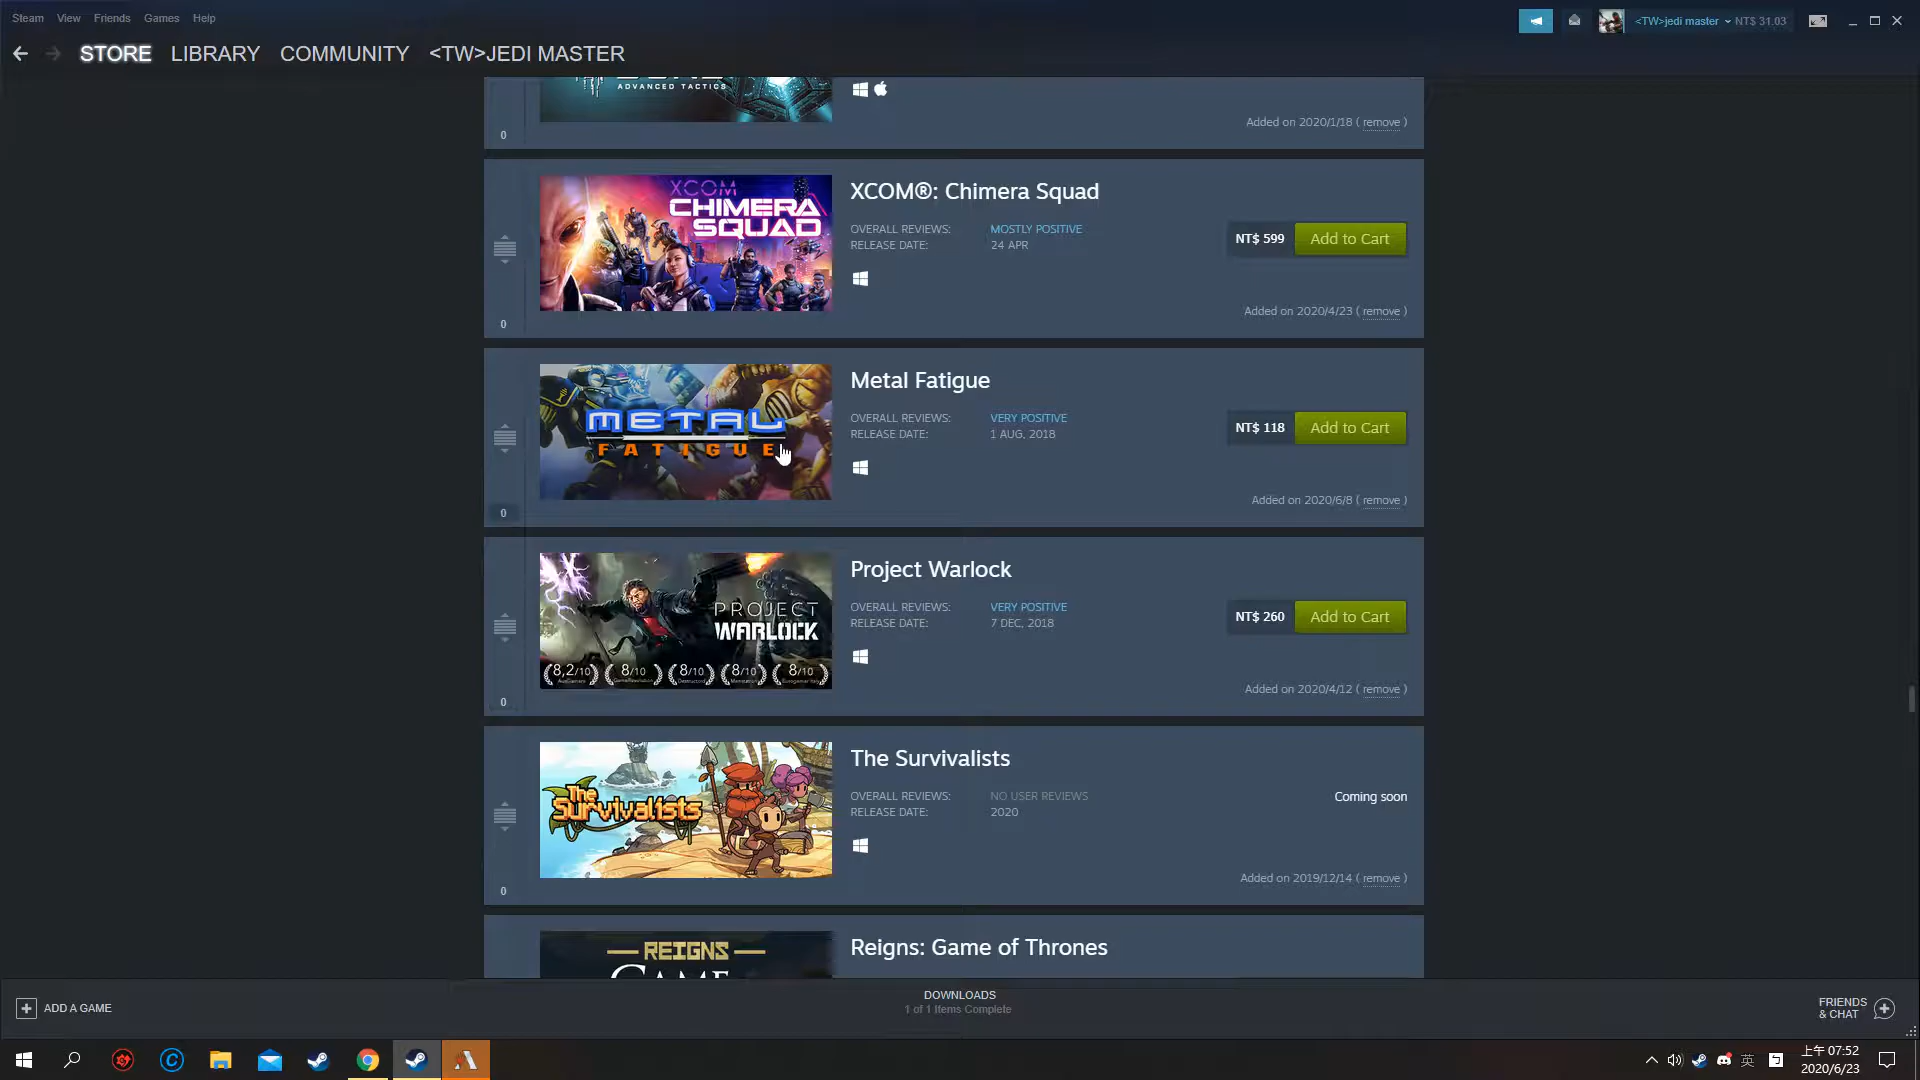 Steam View Friends Games Help
<TW>jedi master NT$ 31.03
STORE LIBRARY COMMUNITY <TW>JEDI MASTER
ADVANCED TACTICS
Added on 2020/1/18 ( remove )
0
XCOM
CHIMERA
SQUAD
XCOM®: Chimera Squad
OVERALL REVIEWS: MOSTLY POSITIVE
RELEASE DATE: 24 APR
NT$ 599 Add to Cart
Added on 2020/4/23 ( remove )
0
METAL
FATIGUE
Metal Fatigue
OVERALL REVIEWS: VERY POSITIVE
RELEASE DATE: 1 AUG, 2018
NT$ 118 Add to Cart
Added on 2020/6/8 ( remove )
0
PROJECT
WARLOCK
8,2/10 8/10 8/10 8/10 8/10
Project Warlock
OVERALL REVIEWS: VERY POSITIVE
RELEASE DATE: 7 DEC, 2018
NT$ 260 Add to Cart
Added on 2020/4/12 ( remove )
0
The
Survivalists
The Survivalists
OVERALL REVIEWS: NO USER REVIEWS
RELEASE DATE: 2020
Coming soon
Added on 2019/12/14 ( remove )
0
REIGNS
GAME
Reigns: Game of Thrones
ADD A GAME
DOWNLOADS
1 of 1 Items Complete
FRIENDS
& CHAT
英
上午 07:52
2020/6/23